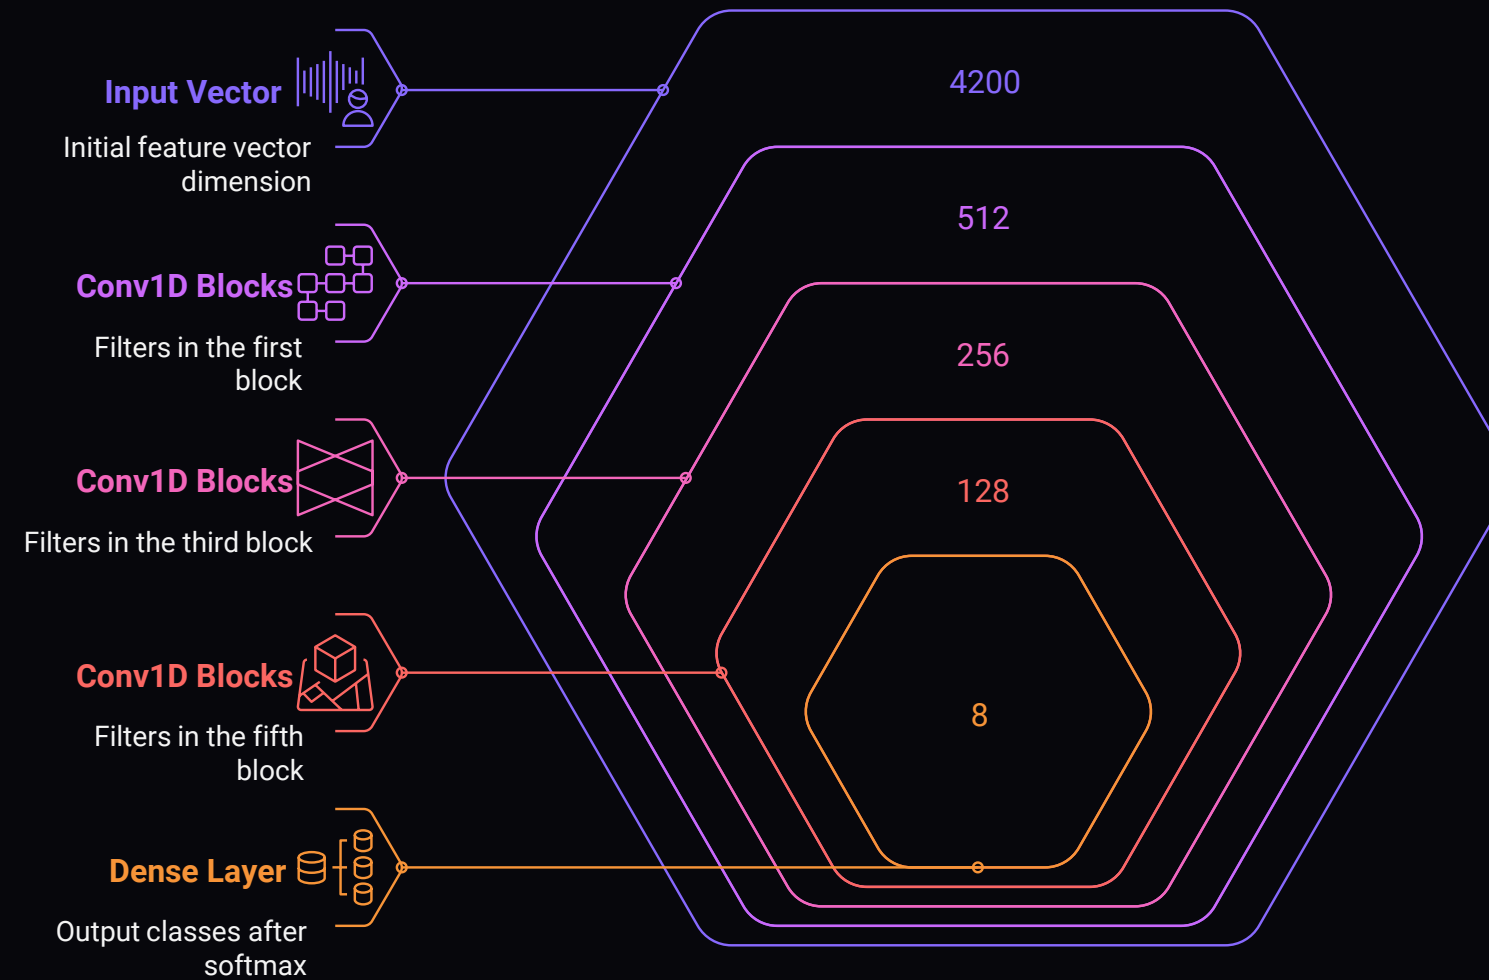 Input Vector
Initial feature vector
dimension
4200
Conv1D Blocks
Filters in the first
block
512
Conv1D Blocks
Filters in the third block
256
Conv1D Blocks
Filters in the fifth
block
128
Dense Layer
Output classes after
softmax
8